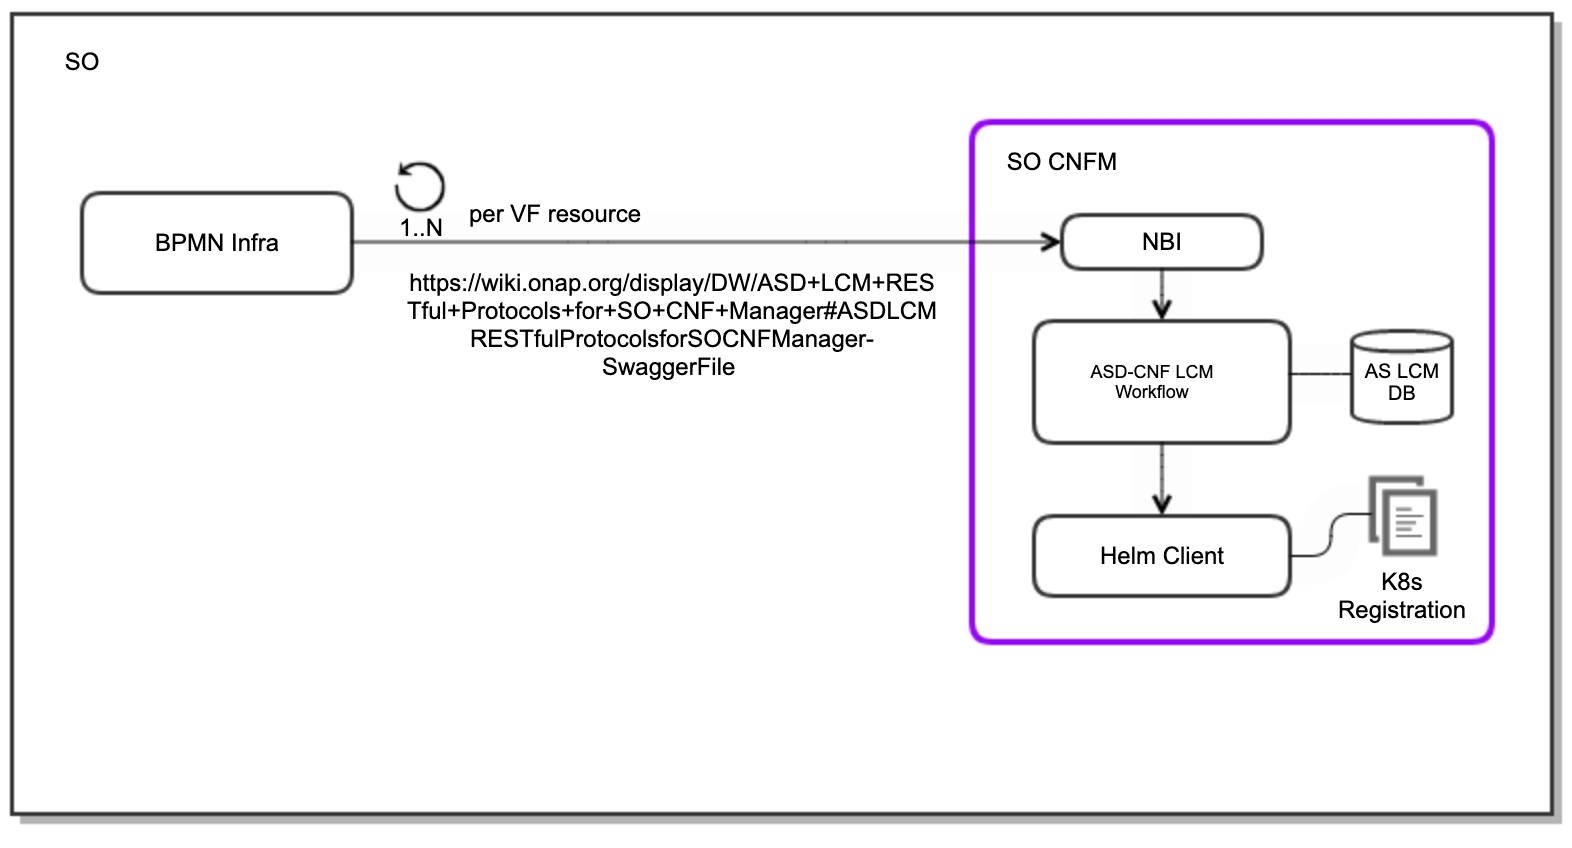 SO
SO CNFM
per VF resource
1..N
BPMN Infra
NBI
https://wiki.onap.org/display/DW/ASD+LCM+RES
Tful+Protocols+for+SO+CNF+Manager#ASDLCM
RESTfulProtocolsforSOCNFManager-
SwaggerFile
ASD-CNF LCM
Workflow
AS LCM
DB
Helm Client
K8s
Registration